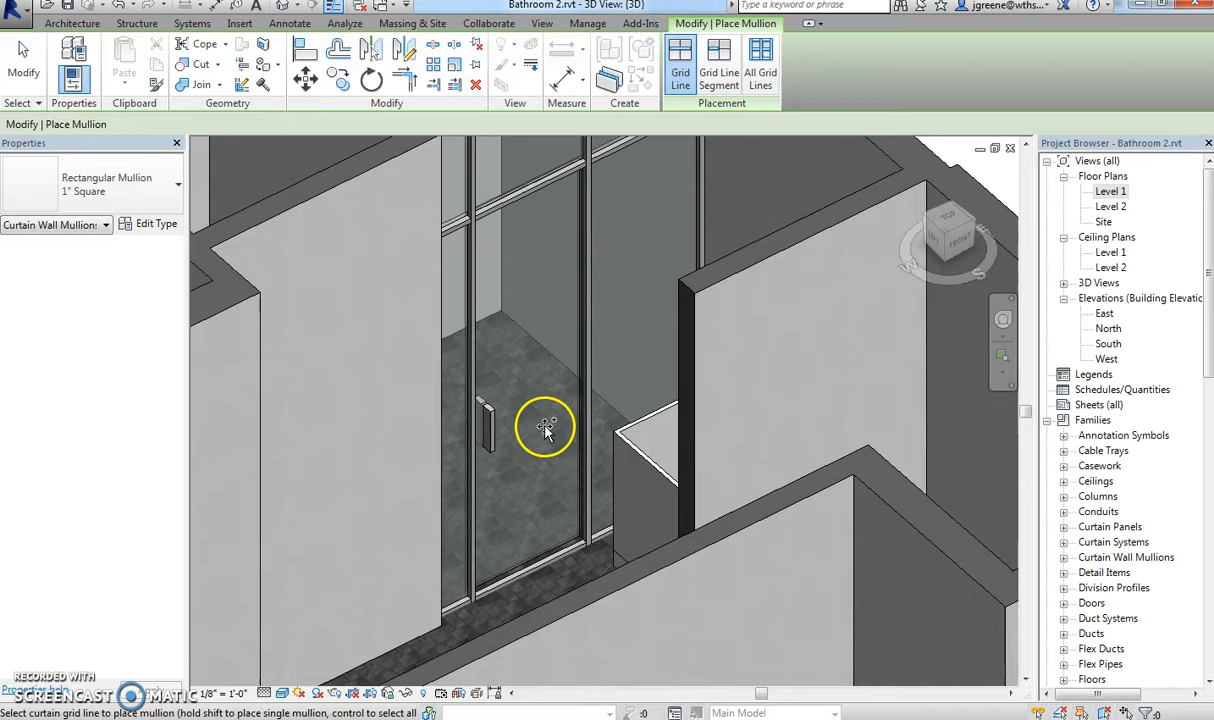 Bathroom 2.rvt - 3D View: {3D}
Type a keyword or phrase
jgreene@wths...
Architecture Structure Systems Insert Annotate Analyze Massing & Site Collaborate View Manage Add-Ins Modify | Place Mullion
Modify
Select
Properties
Paste
Clipboard
Cope
Cut
Join
Geometry
Modify
View
Measure
Create
Grid Line
Grid Line Segment
All Grid Lines
Placement
Modify | Place Mullion
Properties
Rectangular Mullion
1" Square
Curtain Wall Mullion:
Edit Type
TOP
LEFT
FRONT
W
S
E
Project Browser - Bathroom 2.rvt
Views (all)
Floor Plans
Level 1
Level 2
Site
Ceiling Plans
Level 1
Level 2
3D Views
Elevations (Building Elevatio
East
North
South
West
Legends
Schedules/Quantities
Sheets (all)
Families
Annotation Symbols
Cable Trays
Casework
Ceilings
Columns
Conduits
Curtain Panels
Curtain Systems
Curtain Wall Mullions
Detail Items
Division Profiles
Doors
Duct Systems
Ducts
Flex Ducts
Flex Pipes
Floors
RECORDED WITH
SCREENCAST MATIC
Properties help
1/8" = 1'-0"
Select curtain grid line to place mullion (hold shift to place single mullion, control to select all
:0
Main Model
:0